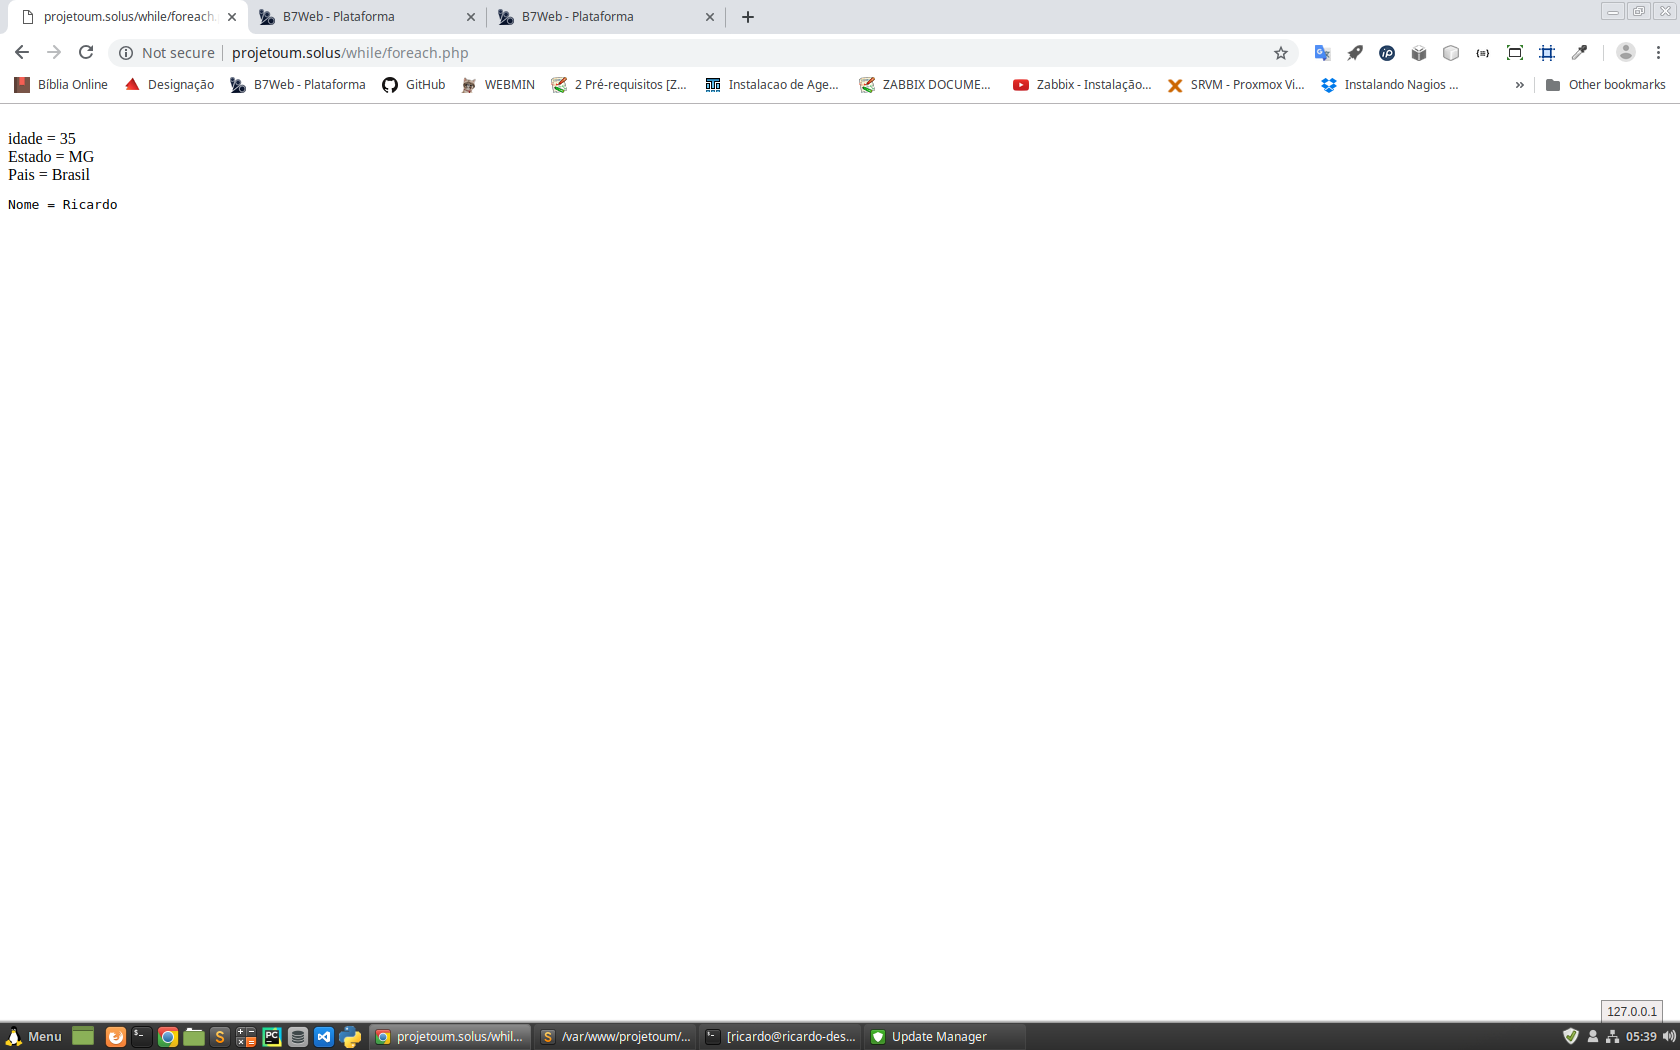 projetoum.solus/while/foreach.
B7Web - Plataforma
B7Web - Plataforma
Not secure
projetoum.solus/while/foreach.php
Bíblia Online
Designação
B7Web - Plataforma
GitHub
WEBMIN
2 Pré-requisitos [Z...
Instalacao de Age...
ZABBIX DOCUME...
Zabbix - Instalação...
SRVM - Proxmox Vi...
Instalando Nagios ...
»
Other bookmarks
idade = 35
Estado = MG
Pais = Brasil
Nome = Ricardo
127.0.0.1
Menu
projetoum.solus/whil...
/var/www/projetoum/...
[ricardo@ricardo-des...
Update Manager
05:39